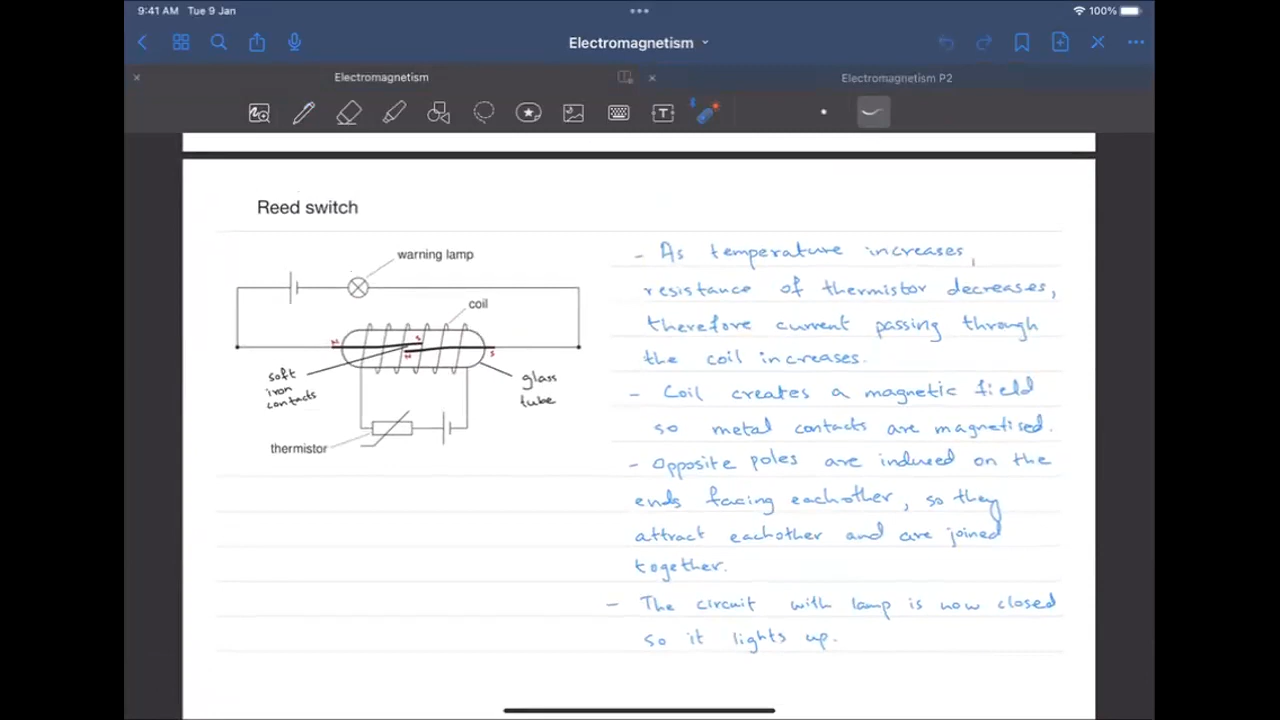 9:41 AM Tue 9 Jan
100%
Electromagnetism
Electromagnetism
Electromagnetism P2
T
Reed switch
warning lamp
coil
N
S
N
S
soft
iron
contacts
glass
tube
thermistor
- As temperature increases,
resistance of thermistor decreases,
therefore current passing through
the coil increases.
- Coil creates a magnetic field
so metal contacts are magnetised.
- Opposite poles are induced on the
ends facing eachother, so they
attract eachother and are joined
together.
- The circuit with lamp is now closed
so it lights up.